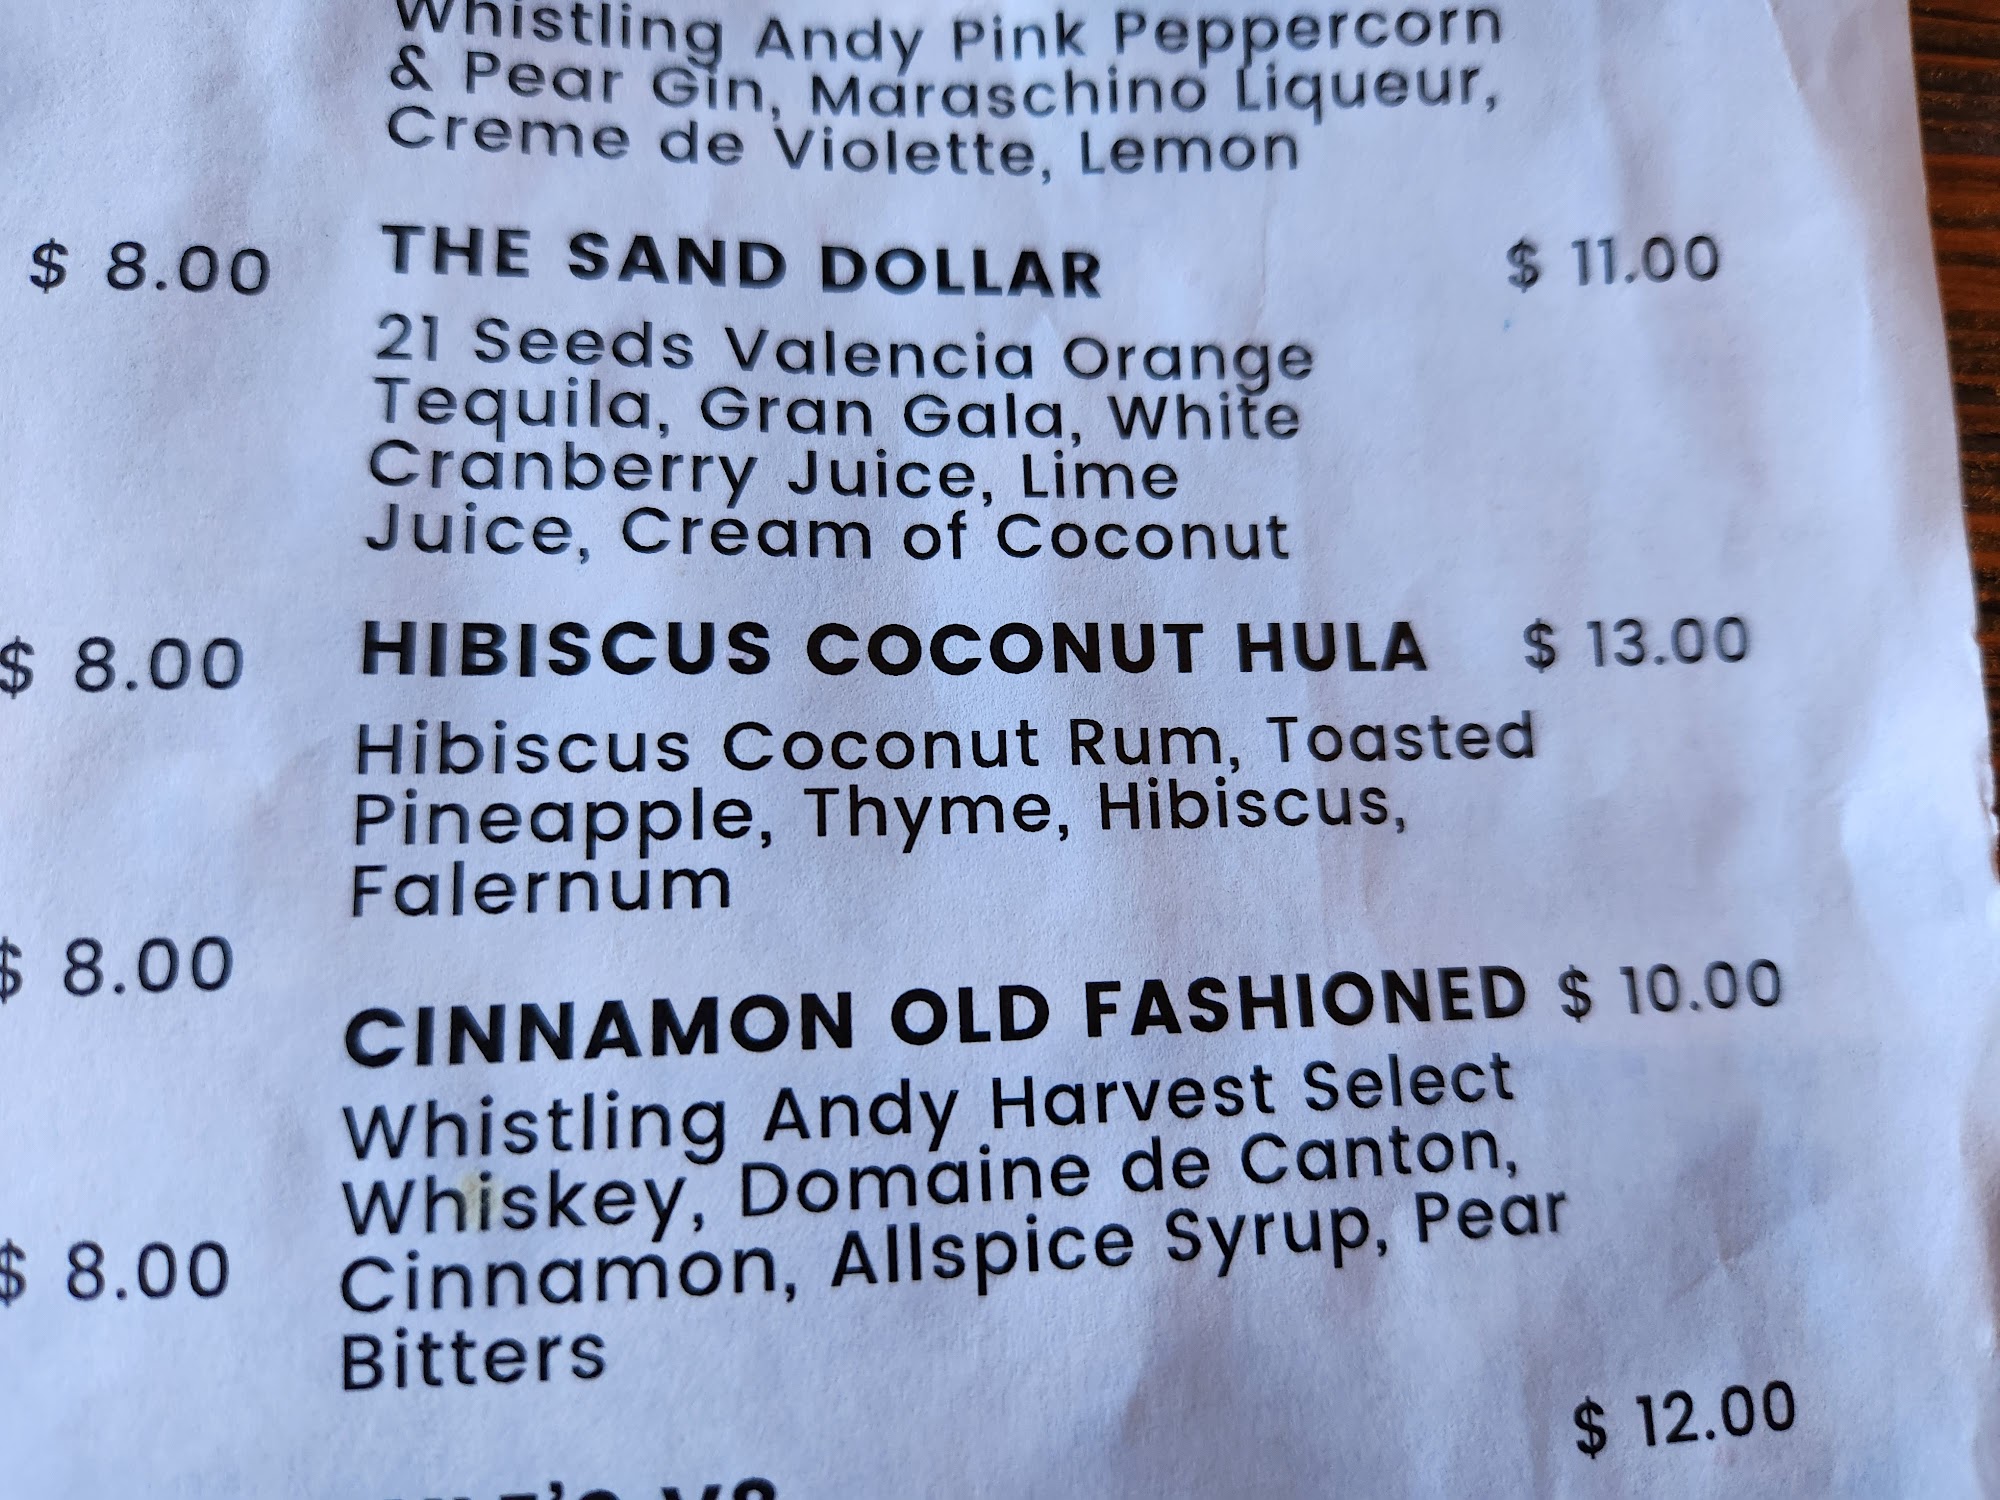 Whistling Andy Pink Peppercorn
& Pear Gin, Maraschino Liqueur,
Creme de Violette, Lemon
$ 8.00 THE SAND DOLLAR $ 11.00
21 Seeds Valencia Orange
Tequila, Gran Gala, White
Cranberry Juice, Lime
Juice, Cream of Coconut
$ 8.00 HIBISCUS COCONUT HULA $ 13.00
Hibiscus Coconut Rum, Toasted
Pineapple, Thyme, Hibiscus,
Falernum
$ 8.00
CINNAMON OLD FASHIONED $ 10.00
Whistling Andy Harvest Select
Whiskey, Domaine de Canton,
$ 8.00 Cinnamon, Allspice Syrup, Pear
Bitters
$ 12.00